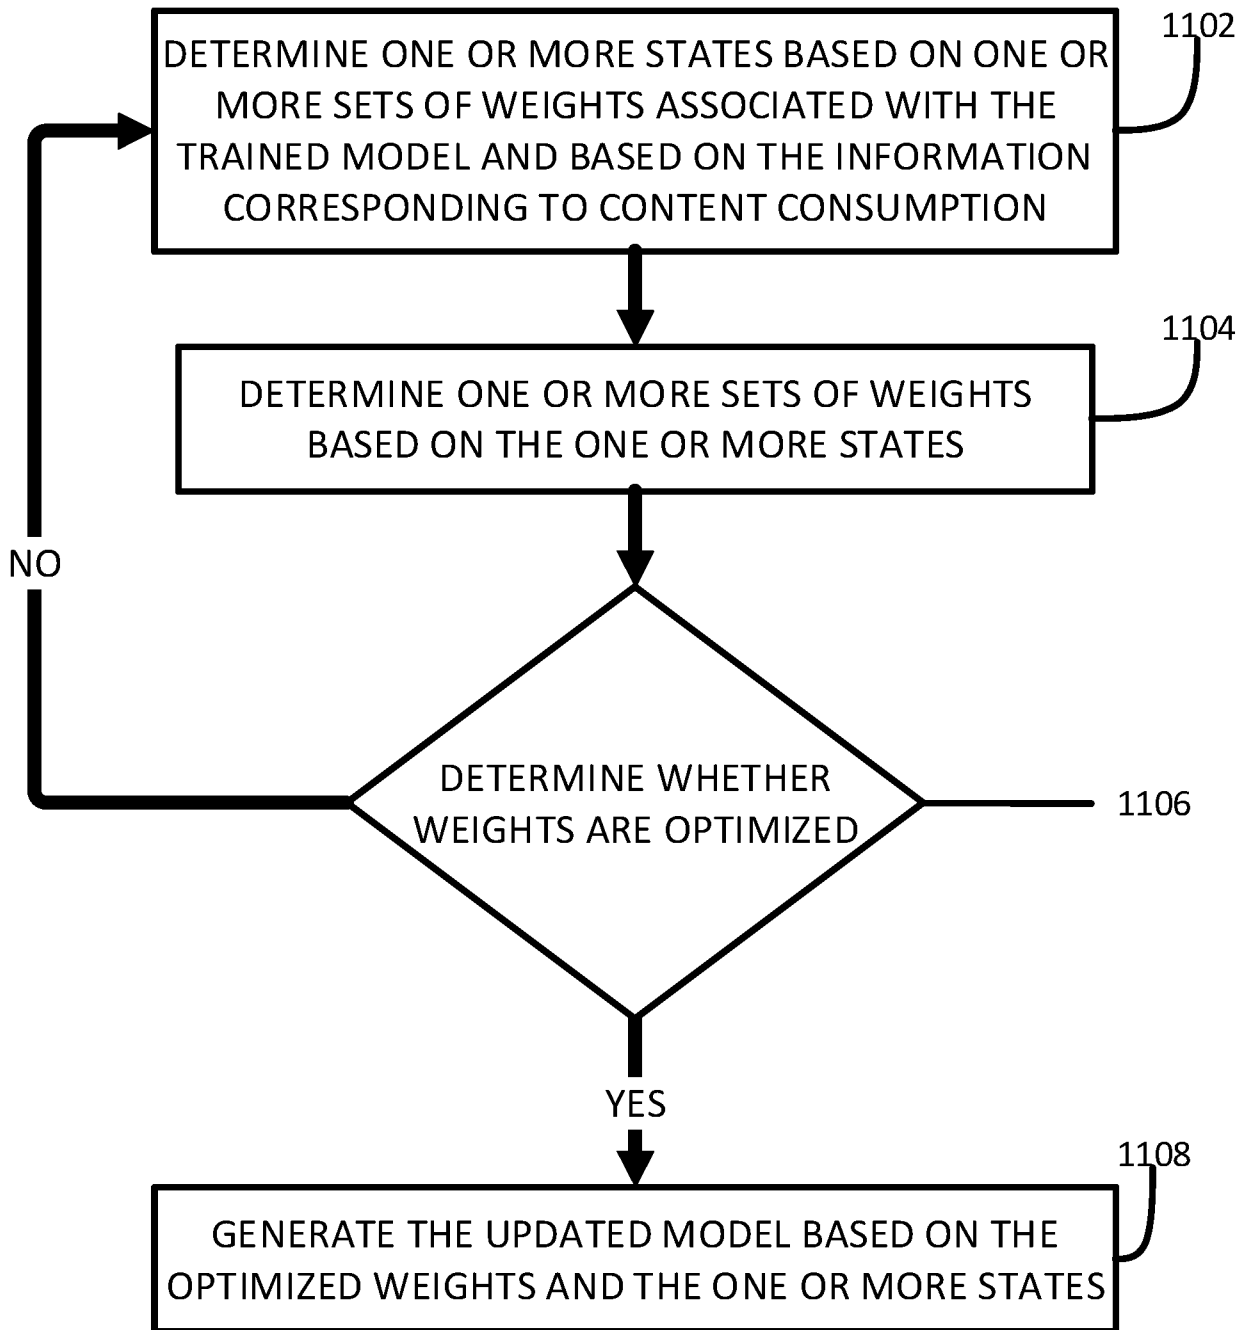 1102
DETERMINE ONE OR MORE STATES BASED ON ONE OR
MORE SETS OF WEIGHTS ASSOCIATED WITH THE
TRAINED MODEL AND BASED ON THE INFORMATION
CORRESPONDING TO CONTENT CONSUMPTION
1104
DETERMINE ONE OR MORE SETS OF WEIGHTS
BASED ON THE ONE OR MORE STATES
NO
DETERMINE WHETHER
WEIGHTS ARE OPTIMIZED
1106
YES
1108
GENERATE THE UPDATED MODEL BASED ON THE
OPTIMIZED WEIGHTS AND THE ONE OR MORE STATES